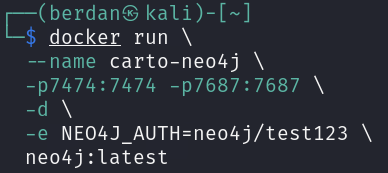 ┌──(berdan㉿kali)-[~]
└─$ docker run \
--name carto-neo4j \
-p7474:7474 -p7687:7687 \
-d \
-e NEO4J_AUTH=neo4j/test123 \
neo4j:latest